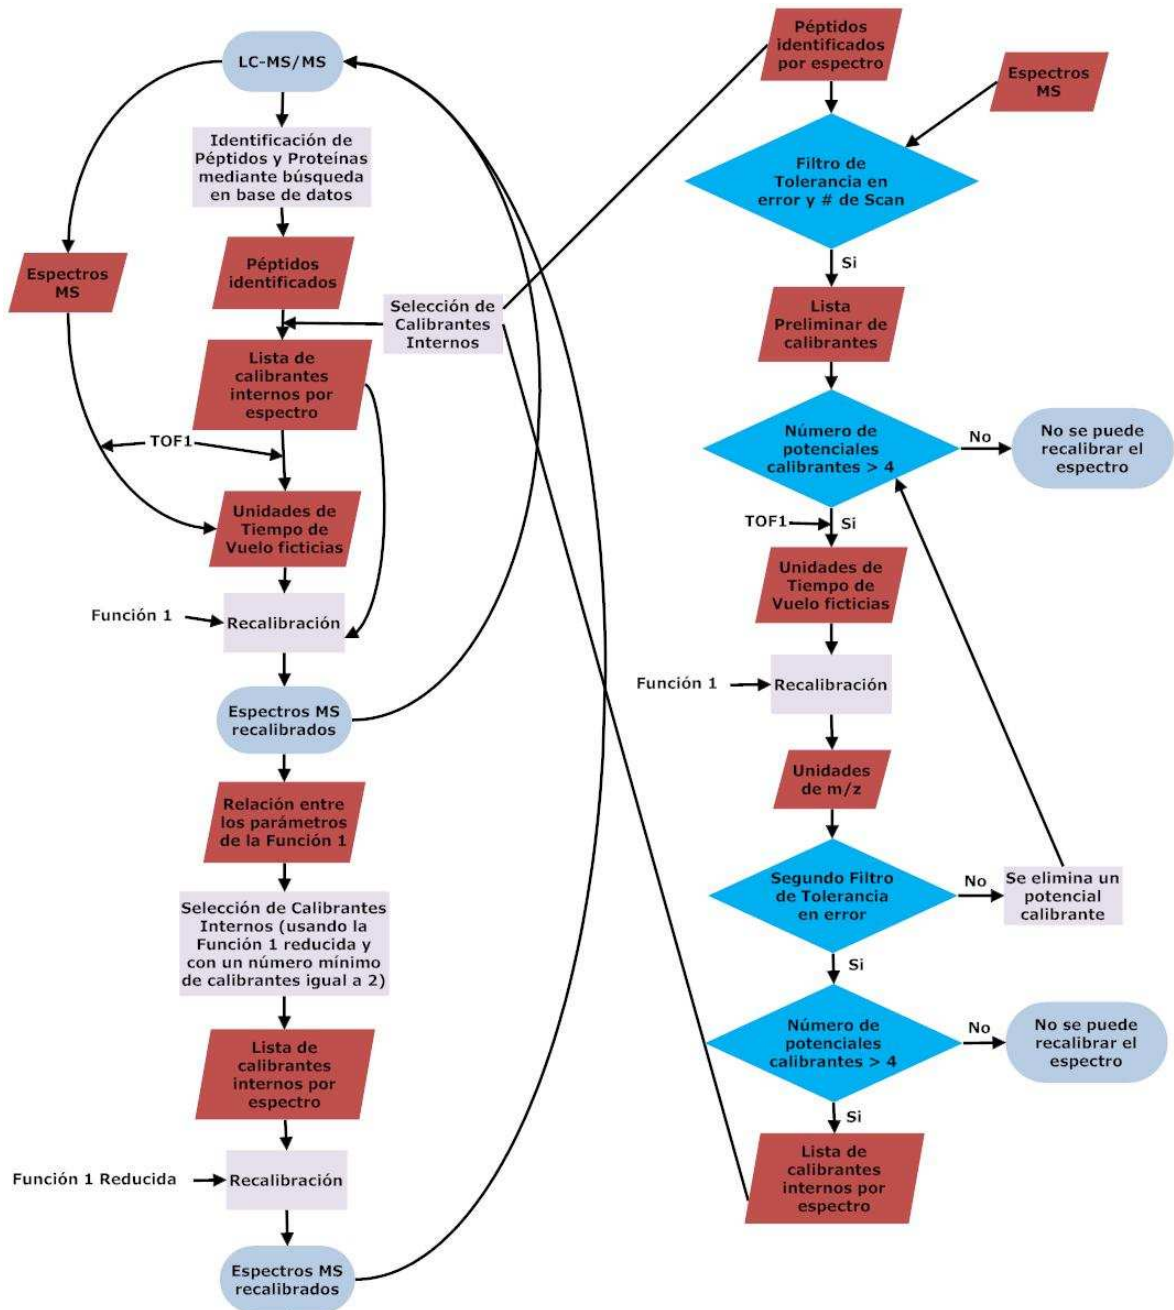 LC-MS/MS
Identificación de
Péptidos y Proteínas
mediante búsqueda
en base de datos
Péptidos
identificados
Espectros
MS
Selección de
Calibrantes
Internos
Lista de
calibrantes
internos por
espectro
TOF1
Unidades de
Tiempo de
Vuelo ficticias
Función 1
Recalibración
Espectros MS
recalibrados
Relación entre
los parámetros
de la Función 1
Selección de Calibrantes
Internos (usando la
Función 1 reducida y
con un número mínimo
de calibrantes igual a 2)
Lista de
calibrantes
internos por
espectro
Función 1 Reducida
Recalibración
Espectros MS
recalibrados
Péptidos
identificados
por espectro
Espectros
MS
Filtro de
Tolerancia en
error y # de Scan
Si
Lista
Preliminar de
calibrantes
Número de
potenciales
calibrantes > 4
No
No se puede
recalibrar el
espectro
TOF1
Si
Unidades de
Tiempo de
Vuelo ficticias
Función 1
Recalibración
Unidades
de m/z
Segundo Filtro
de Tolerancia
en error
No
Se elimina un
potencial
calibrante
Si
Número de
potenciales
calibrantes > 4
No
No se puede
recalibrar el
espectro
Si
Lista de
calibrantes
internos por
espectro